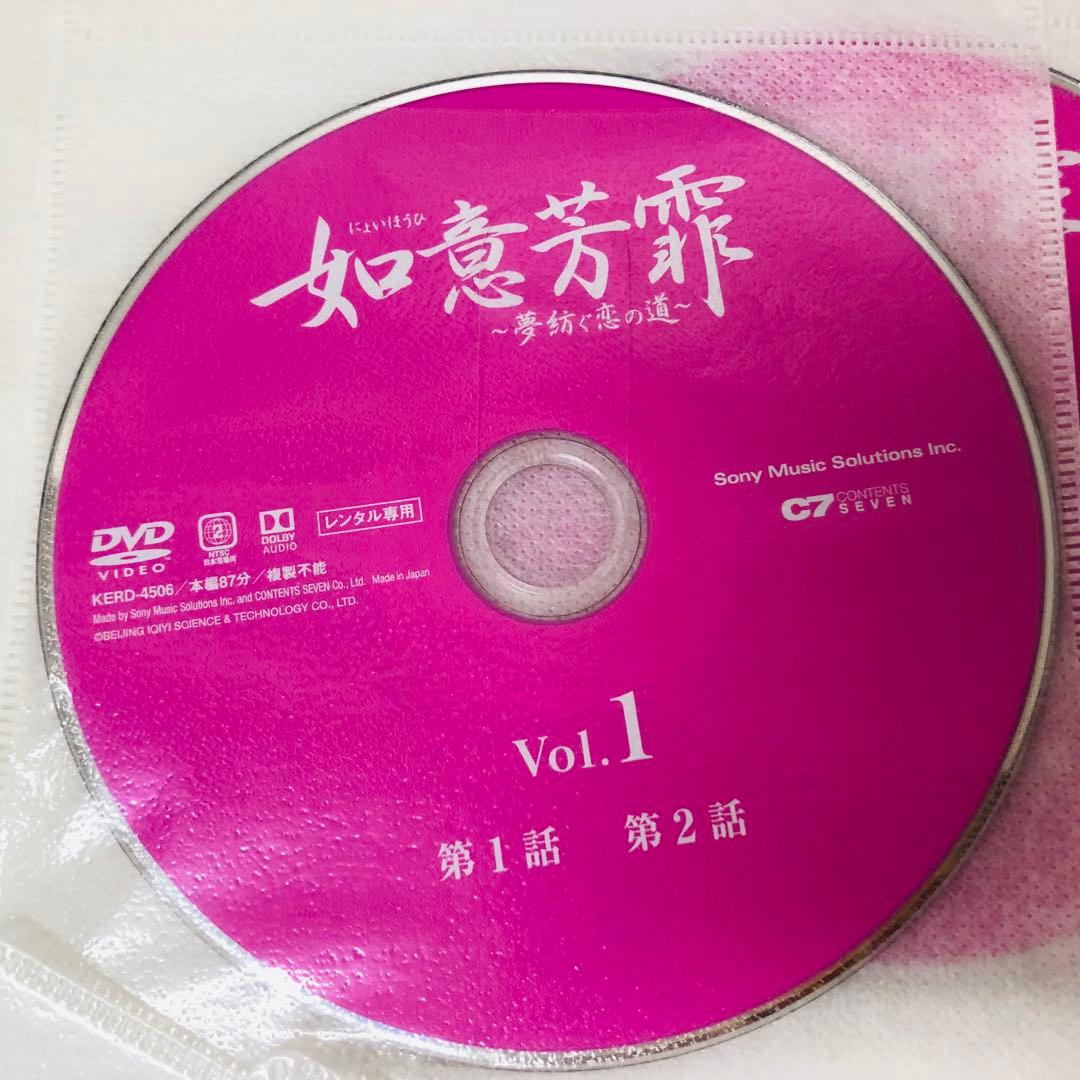 にょいほうひ
如意芳霏
~夢紡ぐ恋の道~
Sony Music Solutions Inc.
C7 CONTENTS SEVEN
DVD VIDEO
2
NTSC
日本市場向
DOLBY AUDIO
レンタル専用
KERD-4506/本編87分/複製不能
Made by Sony Music Solutions Inc. and CONTENTS SEVEN Co., Ltd. Made in Japan
©BEIJING IQIYI SCIENCE & TECHNOLOGY CO., LTD.
Vol.1
第1話 第2話